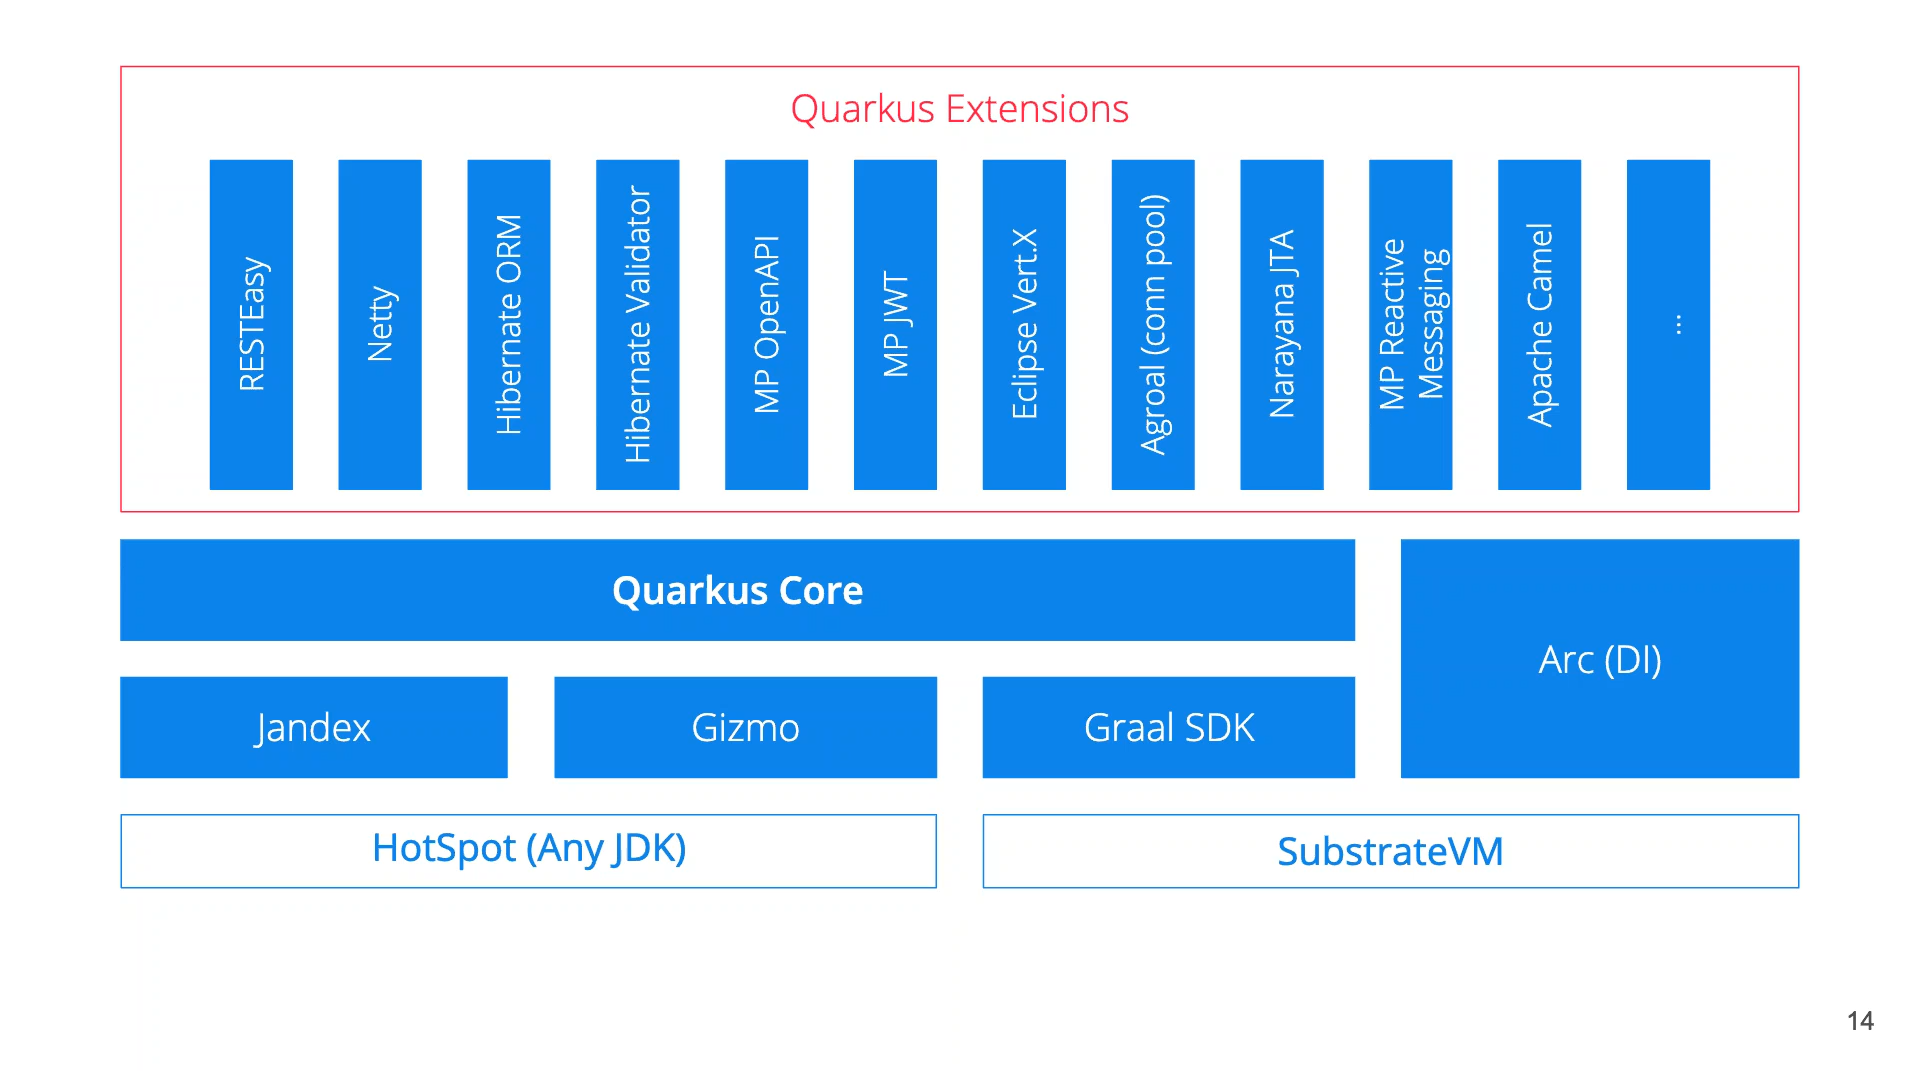 Quarkus Extensions
RESTEasy
Netty
Hibernate ORM
Hibernate Validator
MP OpenAPI
MP JWT
Eclipse Vert.X
Agroal (conn pool)
Narayana JTA
MP Reactive
Messaging
Apache Camel
...
Quarkus Core
Arc (DI)
Jandex
Gizmo
Graal SDK
HotSpot (Any JDK)
SubstrateVM
14